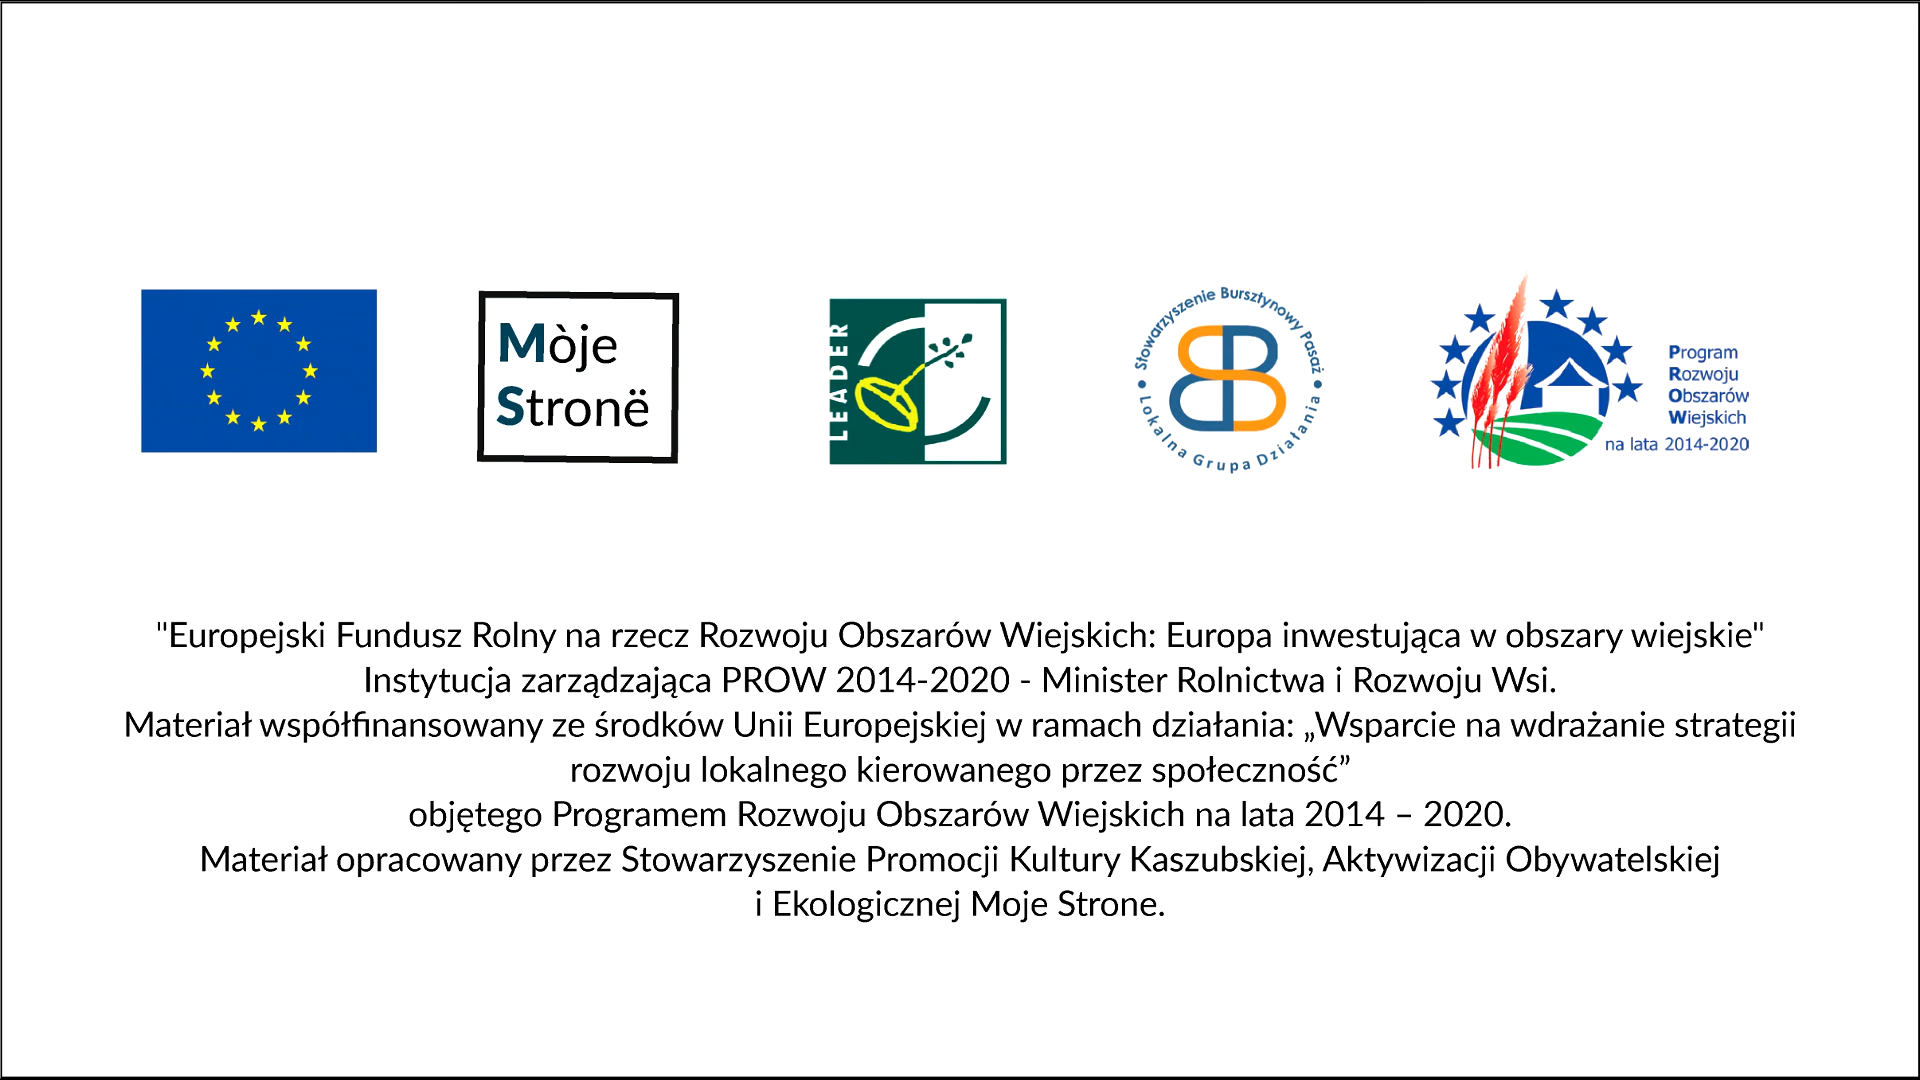 Mòje
Stronë
LEADER
Stowarzyszenie Bursztynowy Pasaż
• Lokalna Grupa Działania •
Program
Rozwoju
Obszarów
Wiejskich
na lata 2014-2020
"Europejski Fundusz Rolny na rzecz Rozwoju Obszarów Wiejskich: Europa inwestująca w obszary wiejskie"
Instytucja zarządzająca PROW 2014-2020 - Minister Rolnictwa i Rozwoju Wsi.
Materiał współfinansowany ze środków Unii Europejskiej w ramach działania: „Wsparcie na wdrażanie strategii
rozwoju lokalnego kierowanego przez społeczność”
objętego Programem Rozwoju Obszarów Wiejskich na lata 2014 – 2020.
Materiał opracowany przez Stowarzyszenie Promocji Kultury Kaszubskiej, Aktywizacji Obywatelskiej
i Ekologicznej Moje Strone.